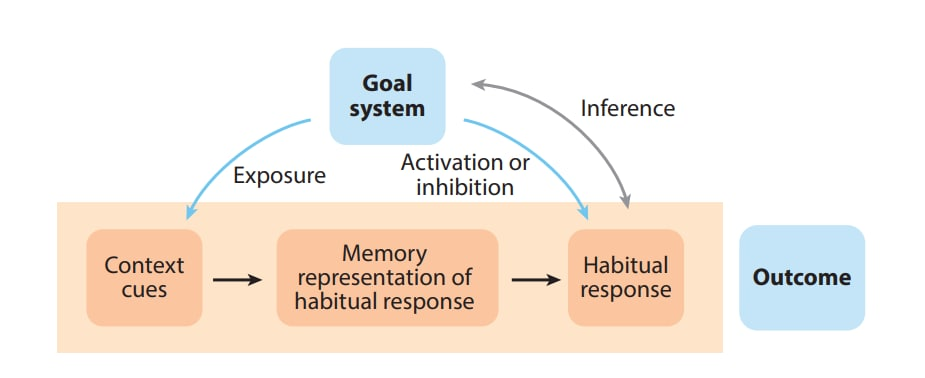 Goal
system
Inference
Exposure
Activation or
inhibition
Context
cues
Memory
representation of
habitual response
Habitual
response
Outcome